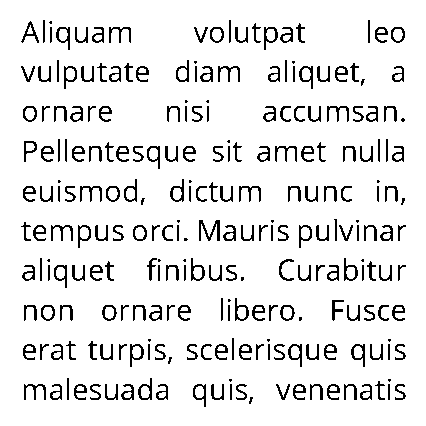 Aliquam volutpat leo
vulputate diam aliquet, a
ornare nisi accumsan.
Pellentesque sit amet nulla
euismod, dictum nunc in,
tempus orci. Mauris pulvinar
aliquet finibus. Curabitur
non ornare libero. Fusce
erat turpis, scelerisque quis
malesuada quis, venenatis